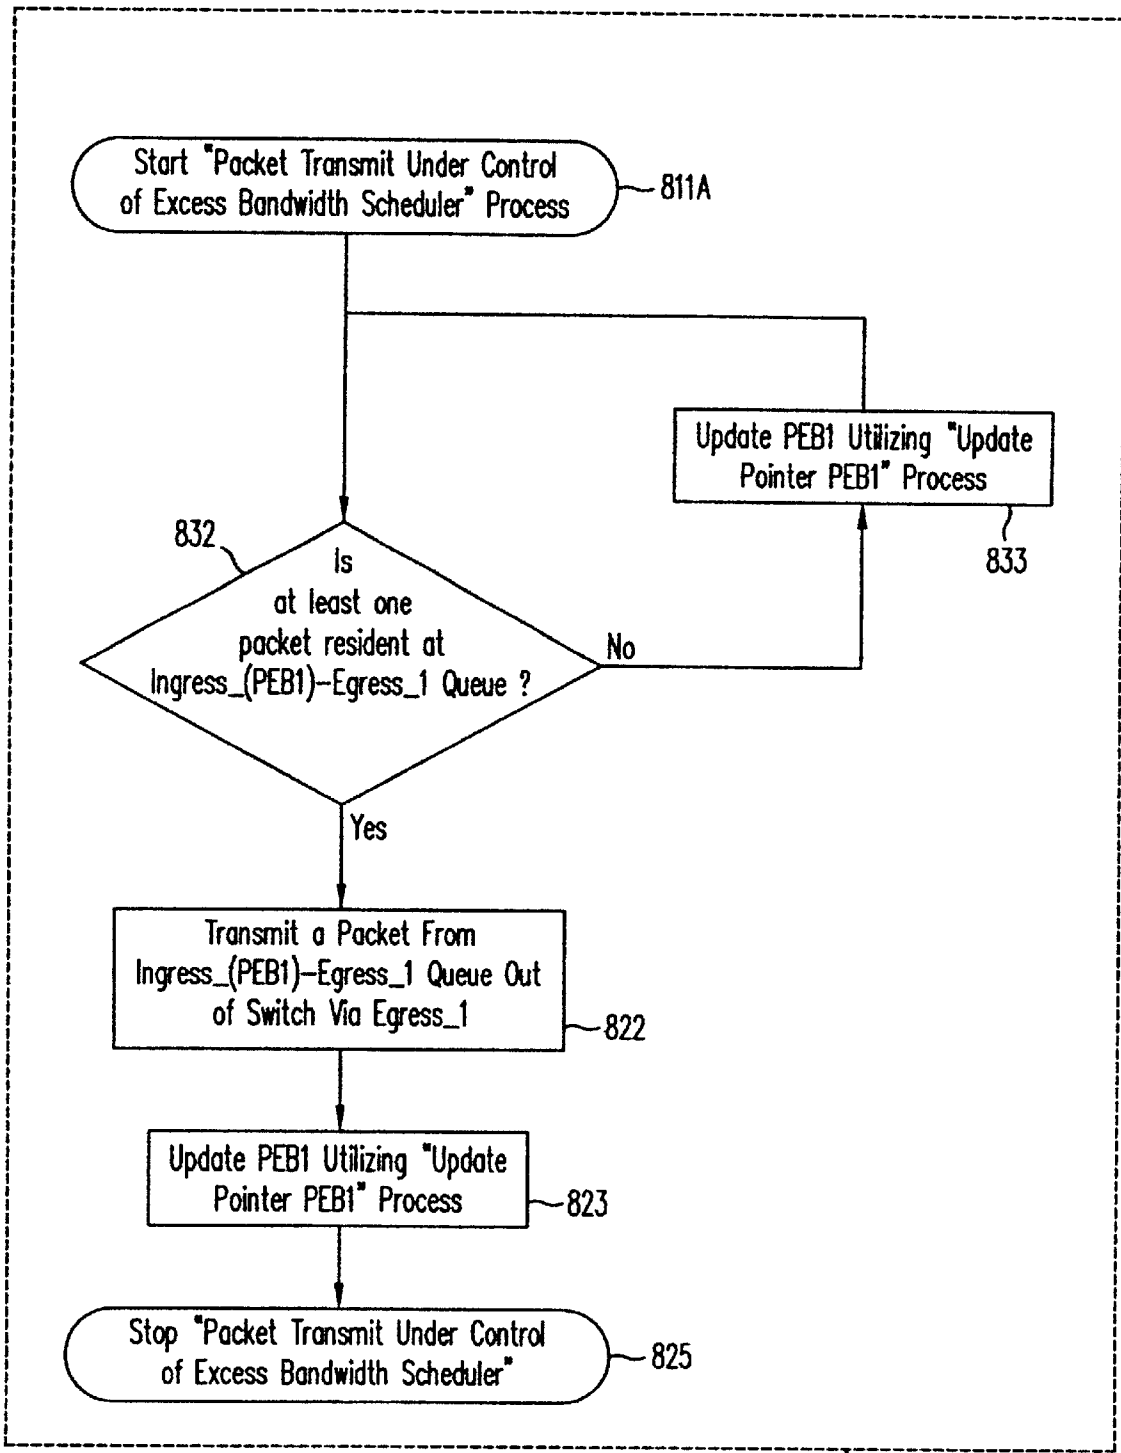 Start "Packet Transmit Under Control
of Excess Bandwidth Scheduler" Process
811A
Update PEB1 Utilizing "Update
Pointer PEB1" Process
833
832
Is
at least one
packet resident at
Ingress_(PEB1)-Egress_1 Queue ?
No
Yes
Transmit a Packet From
Ingress_(PEB1)-Egress_1 Queue Out
of Switch Via Egress_1
822
Update PEB1 Utilizing "Update
Pointer PEB1" Process
823
Stop "Packet Transmit Under Control
of Excess Bandwidth Scheduler"
825